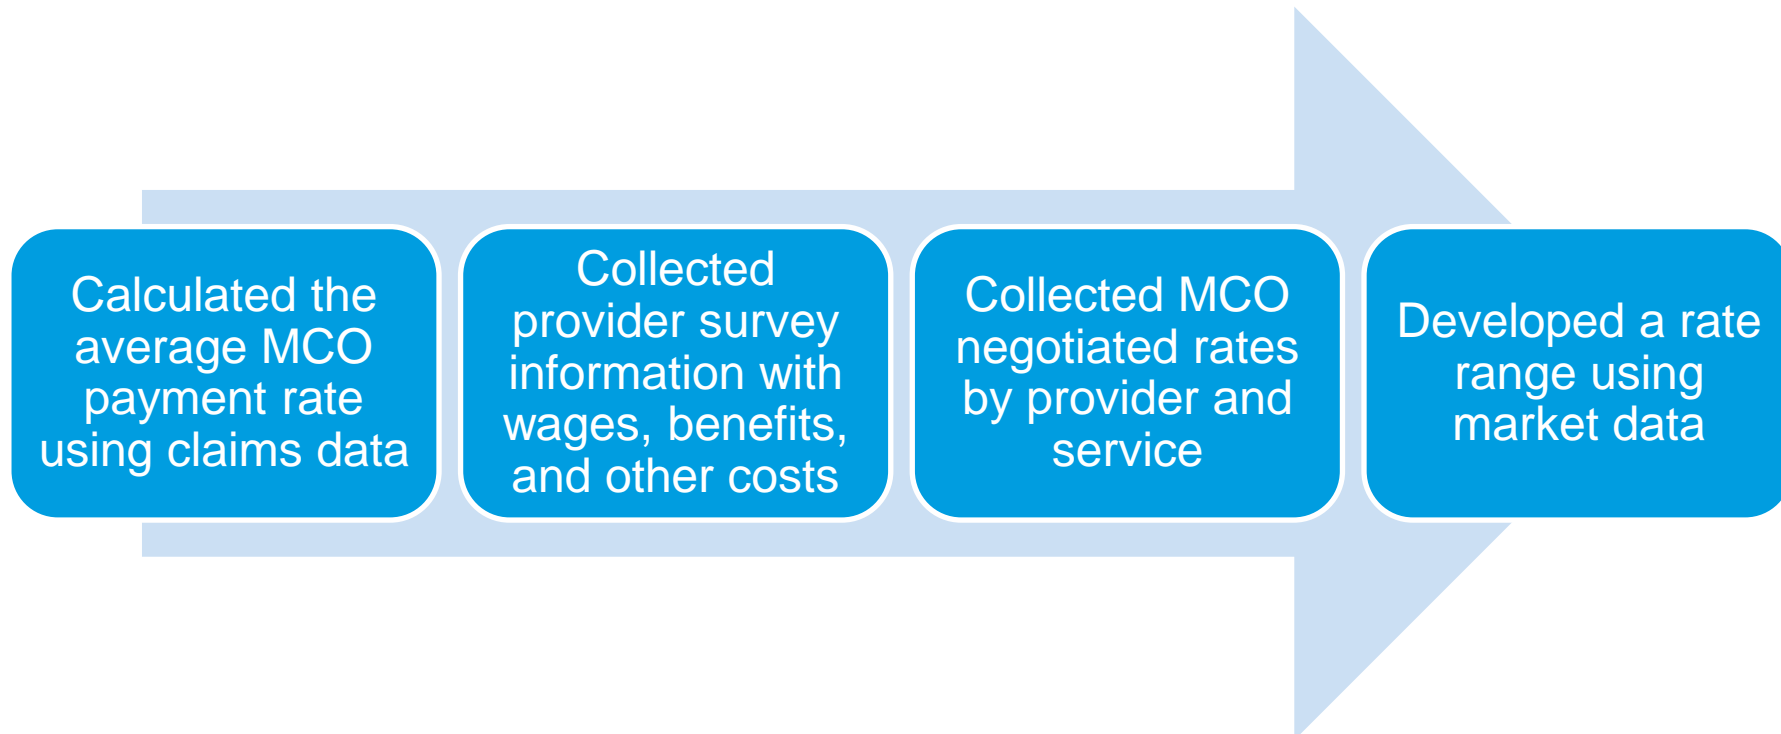 Calculated the
average MCO
payment rate
using claims data
Collected
provider survey
information with
wages, benefits,
and other costs
Collected MCO
negotiated rates
by provider and
service
Developed a rate
range using
market data